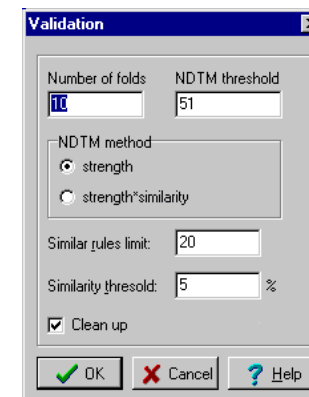 Validation
Number of folds NDTM threshold
10 51
NDTM method
strength
strength*similarity
Similar rules limit: 20
Similarity thresold: 5 %
Clean up
OK Cancel ? Help